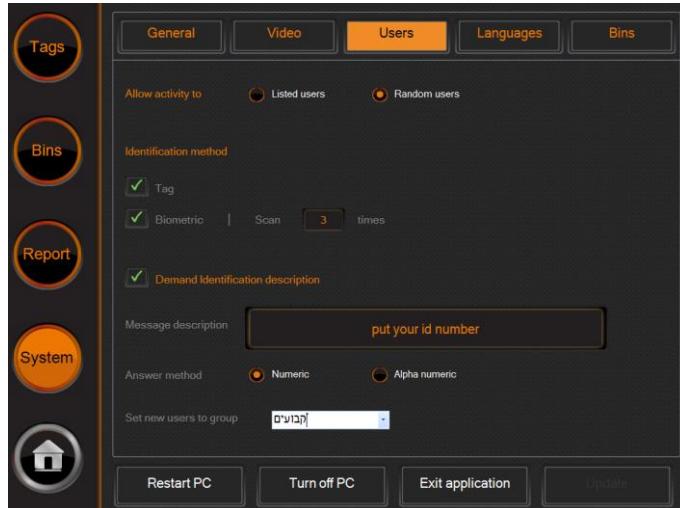 Tags
Bins
Report
System
General Video Users Languages Bins
Allow activity to Listed users Random users
Identification method
Tag
Biometric | Scan 3 times
Demand Identification description
Message description put your id number
Answer method Numeric Alpha numeric
Set new users to group קבועים
Restart PC Turn off PC Exit application Update